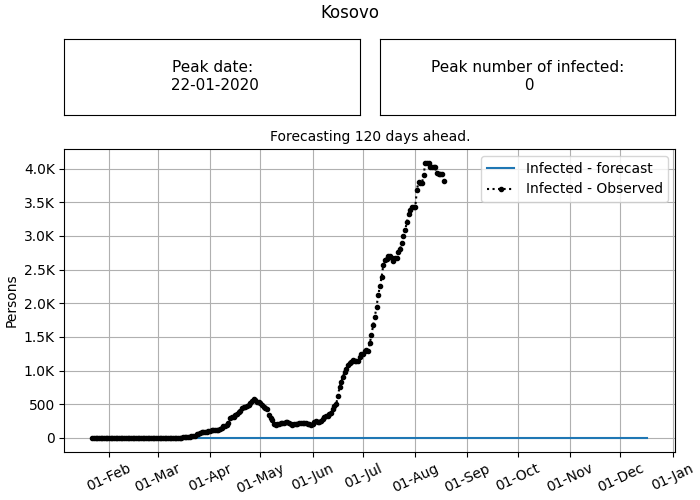 Kosovo
Peak date:
22-01-2020
Peak number of infected:
0
Forecasting 120 days ahead.
Infected - forecast
Infected - Observed
Persons
4.0K
3.5K
3.0K
2.5K
2.0K
1.5K
1.0K
500
0
01-Feb
01-Mar
01-Apr
01-May
01-Jun
01-Jul
01-Aug
01-Sep
01-Oct
01-Nov
01-Dec
01-Jan